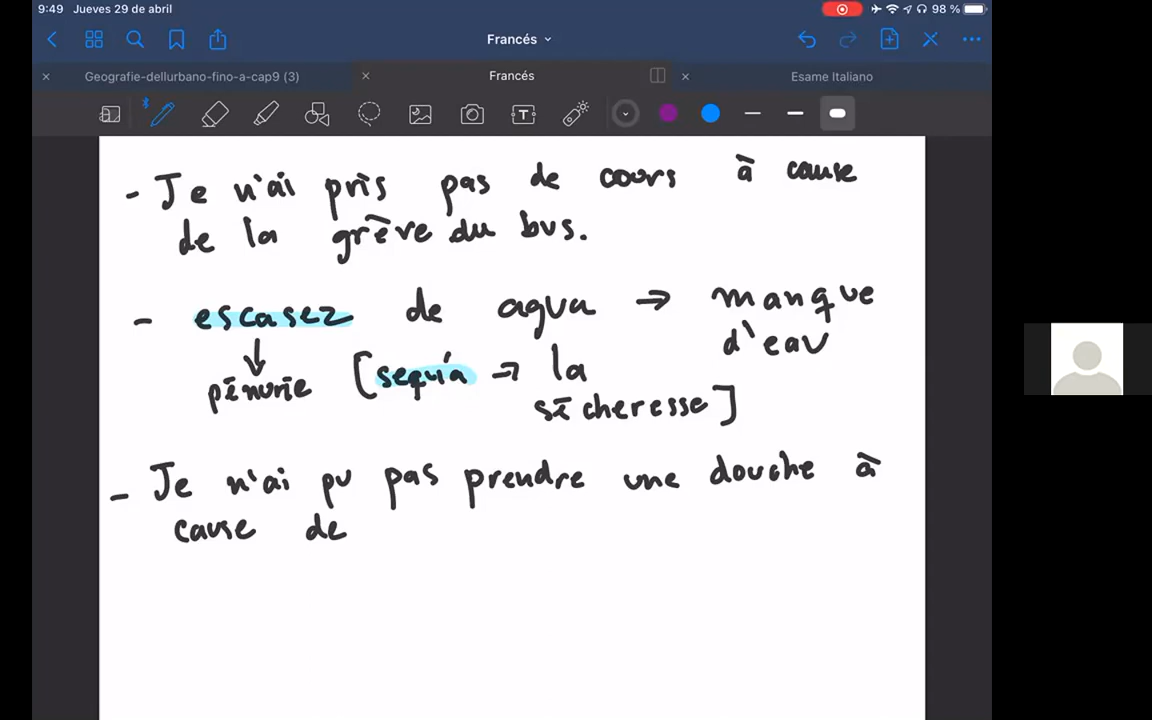 9:49 Jueves 29 de abril 98 %
Francés
Geografie-dellurbano-fino-a-cap9 (3) Francés Esame Italiano
- Je n'ai pris pas de cours à cause
de la grève du bus.
- escasez de agua → manque
d'eau
pénurie [sequía → la
sécheresse]
- Je n'ai pu pas prendre une douche à
cause de